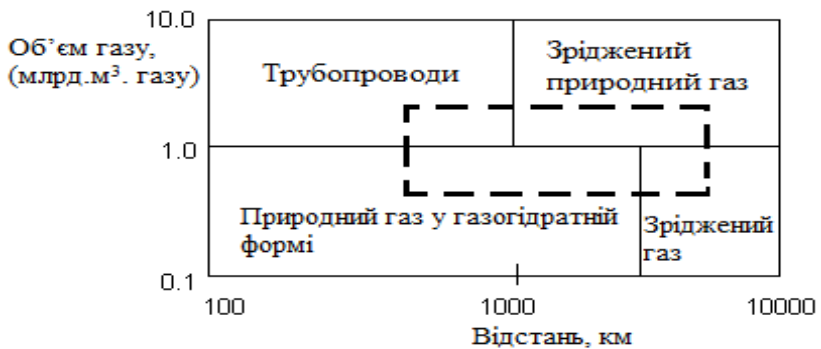 10.0
Об’єм газу,
(млрд.м³. газу)
Трубопроводи
Зріджений
природний газ
1.0
Природний газ у газогідратній
формі
Зріджений
газ
0.1
100
1000
10000
Відстань, км